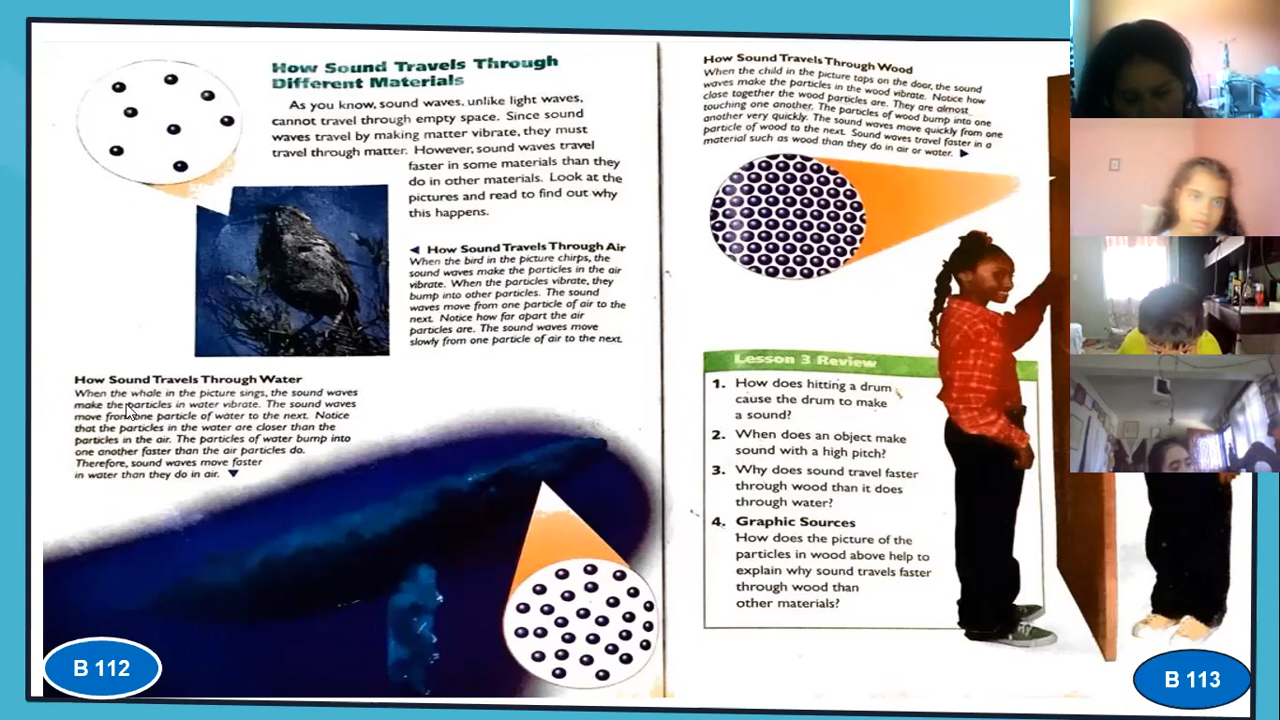 How Sound Travels Through
Different Materials
As you know, sound waves, unlike light waves,
cannot travel through empty space. Since sound
waves travel by making matter vibrate, they must
travel through matter. However, sound waves travel
faster in some materials than they
do in other materials. Look at the
pictures and read to find out why
this happens.
How Sound Travels Through Air
When the bird in the picture chirps, the
sound waves make the particles in the air
vibrate. When the particles vibrate, they
bump into other particles. The sound
waves move from one particle of air to the
next. Notice how far apart the air
particles are. The sound waves move
slowly from one particle of air to the next.
How Sound Travels Through Water
When the whale in the picture sings, the sound waves
make the particles in water vibrate. The sound waves
move from one particle of water to the next. Notice
that the particles in the water are closer than the
particles in the air. The particles of water bump into
one another faster than the air particles do.
Therefore, sound waves move faster
in water than they do in air.
B 112
How Sound Travels Through Wood
When the child in the picture taps on the door, the sound
waves make the particles in the wood vibrate. Notice how
close together the wood particles are. They are almost
touching one another. The particles of wood bump into one
another very quickly. The sound waves move quickly from one
particle of wood to the next. Sound waves travel faster in a
material such as wood than they do in air or water.
Lesson 3 Review
1. How does hitting a drum
cause the drum to make
a sound?
2. When does an object make
sound with a high pitch?
3. Why does sound travel faster
through wood than it does
through water?
4. Graphic Sources
How does the picture of the
particles in wood above help to
explain why sound travels faster
through wood than
other materials?
B 113